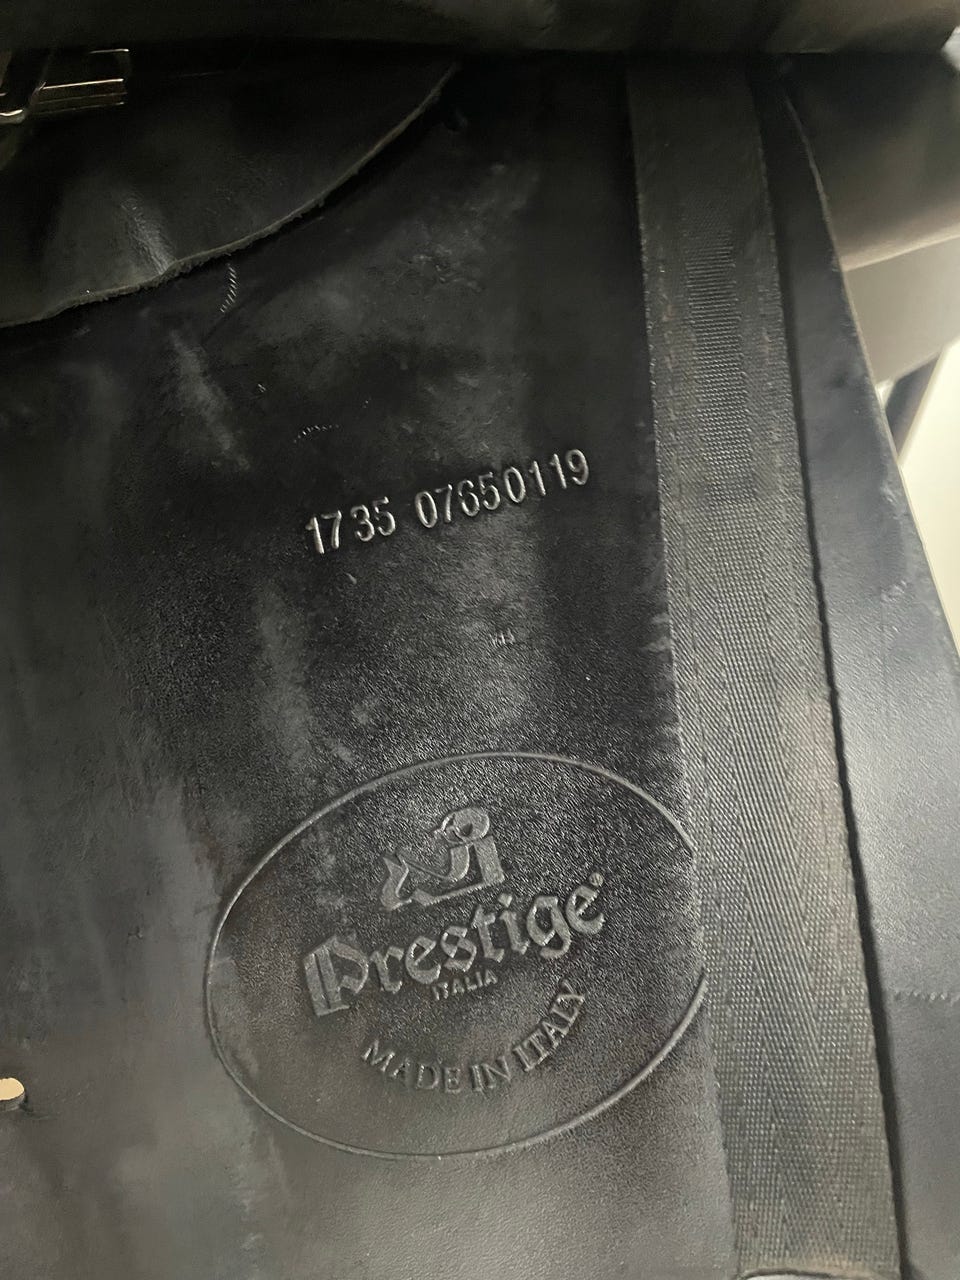 1735 07650119
Prestige®
ITALIA
MADE IN ITALY